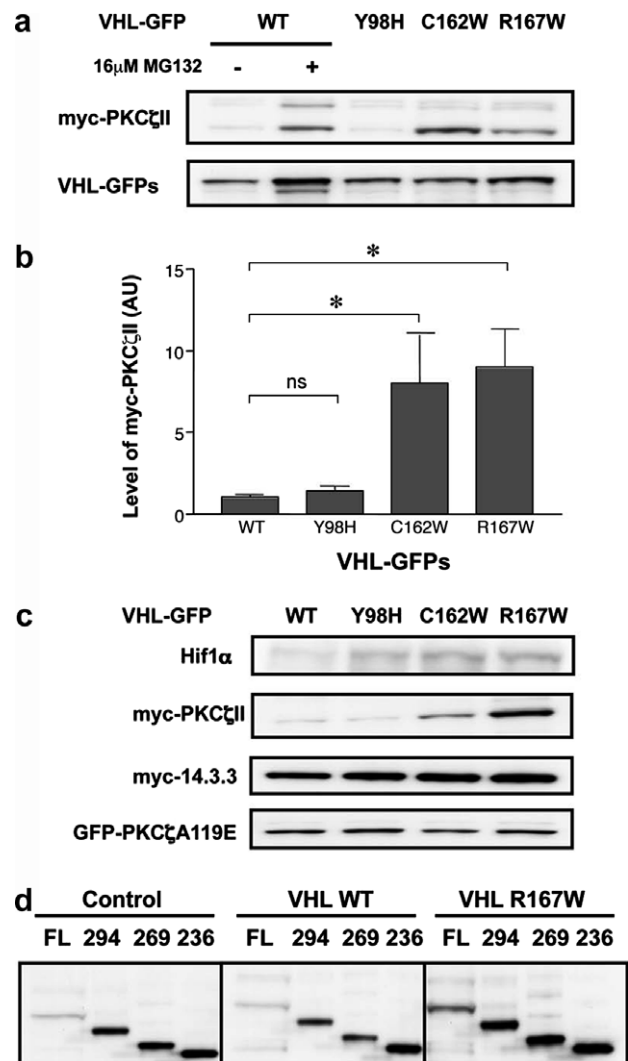 a
VHL-GFP WT Y98H C162W R167W
16μM MG132 - +
myc-PKCζII
VHL-GFPs
b
Level of myc-PKCζII (AU)
15
10
5
0
* 
*
ns
WT Y98H C162W R167W
VHL-GFPs
c
VHL-GFP WT Y98H C162W R167W
Hif1α
myc-PKCζII
myc-14.3.3
GFP-PKCζA119E
d
Control VHL WT VHL R167W
FL 294 269 236 FL 294 269 236 FL 294 269 236